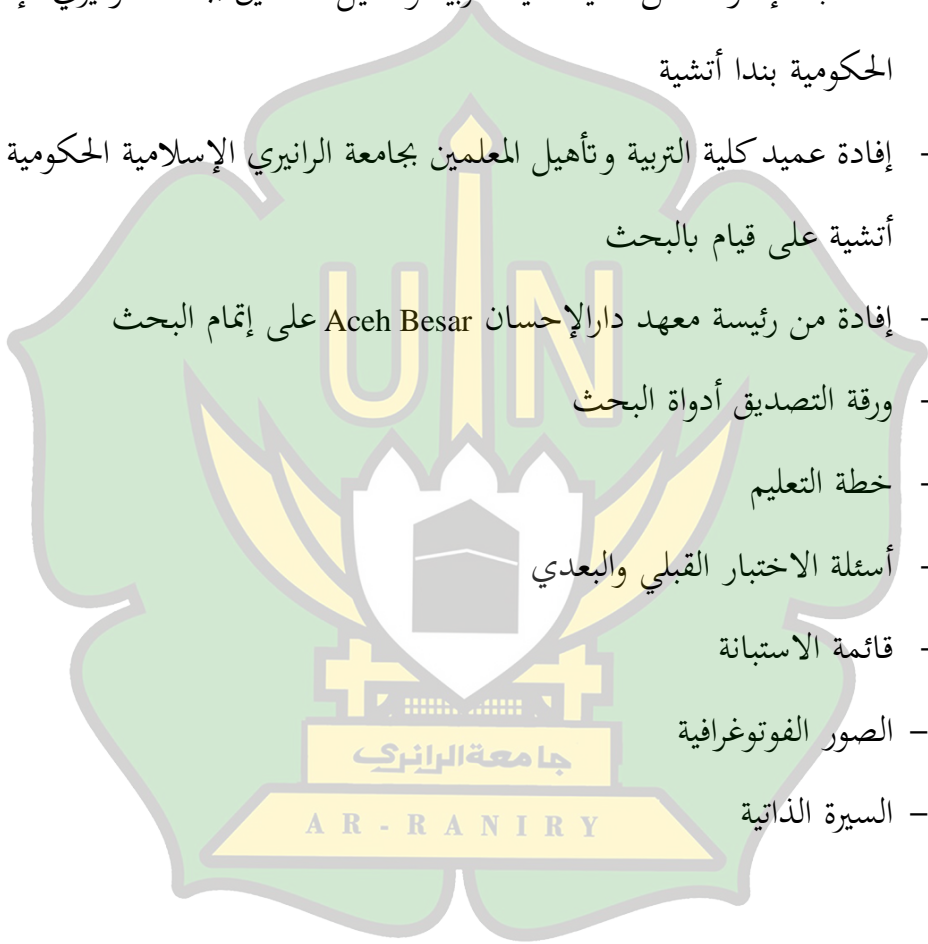 الحكومية بندا أتشية
- إفادة عميد كلية التربية وتأهيل المعلمين بجامعة الرانيري الإسلامية الحكومية
أتشية على قيام بالبحث
- إفادة من رئيسة معهد دارالإحسان Aceh Besar على إتمام البحث
- ورقة التصديق أدواة البحث
- خطة التعليم
- أسئلة الاختبار القبلي والبعدي
- قائمة الاستبانة
– الصور الفوتوغرافية
– السيرة الذاتية
UIN
جامعة الرانري
AR-RANIRY